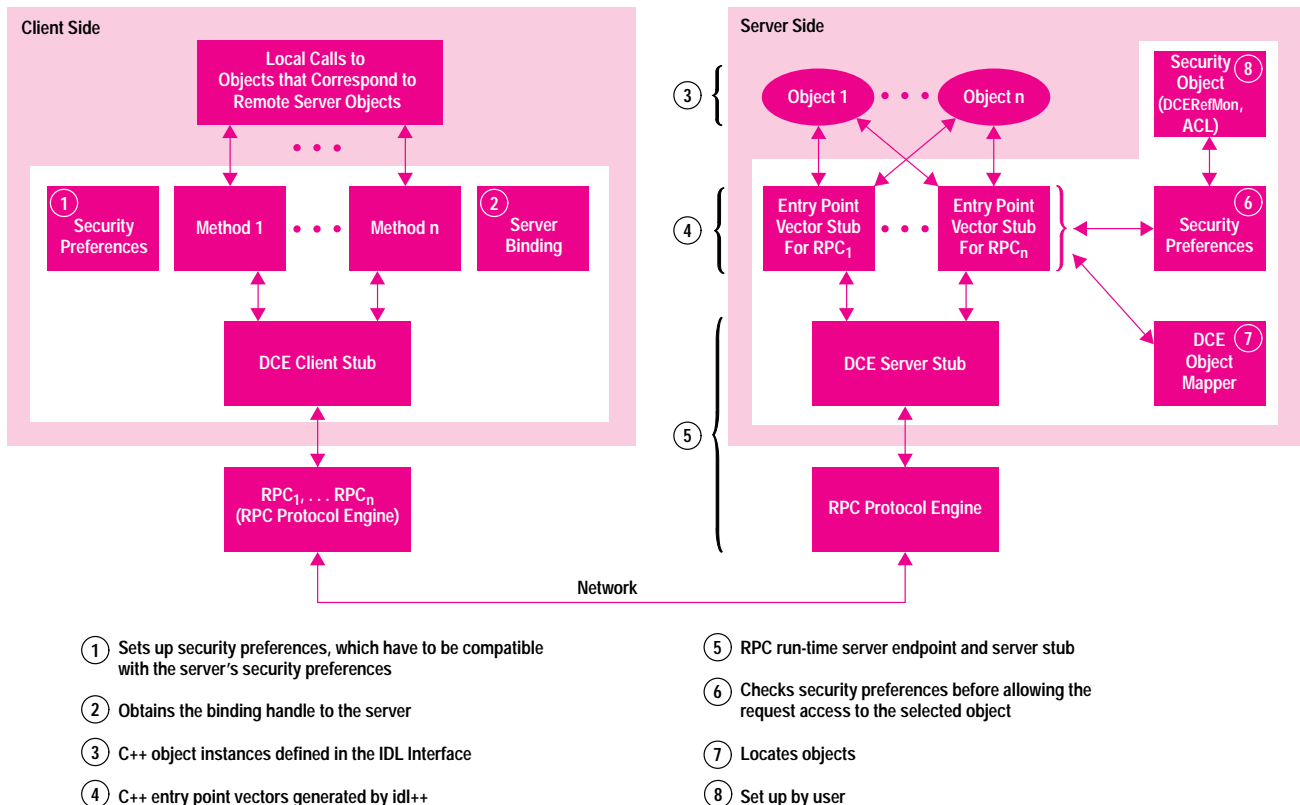 Client Side
Local Calls to
Objects that Correspond to
Remote Server Objects
• • •
1
Security
Preferences
Method 1
• • •
Method n
2
Server
Binding
DCE Client Stub
RPC1, . . . RPCn
(RPC Protocol Engine)
Network
Server Side
3
Object 1
• • •
Object n
Security
Object
(DCERefMon,
ACL)
8
4
Entry Point
Vector Stub
For RPC1
• • •
Entry Point
Vector Stub
For RPCn
6
Security
Preferences
5
DCE Server Stub
DCE
Object
Mapper
7
RPC Protocol Engine
1 Sets up security preferences, which have to be compatible
with the server's security preferences
2 Obtains the binding handle to the server
3 C++ object instances defined in the IDL Interface
4 C++ entry point vectors generated by idl++
5 RPC run-time server endpoint and server stub
6 Checks security preferences before allowing the
request access to the selected object
7 Locates objects
8 Set up by user